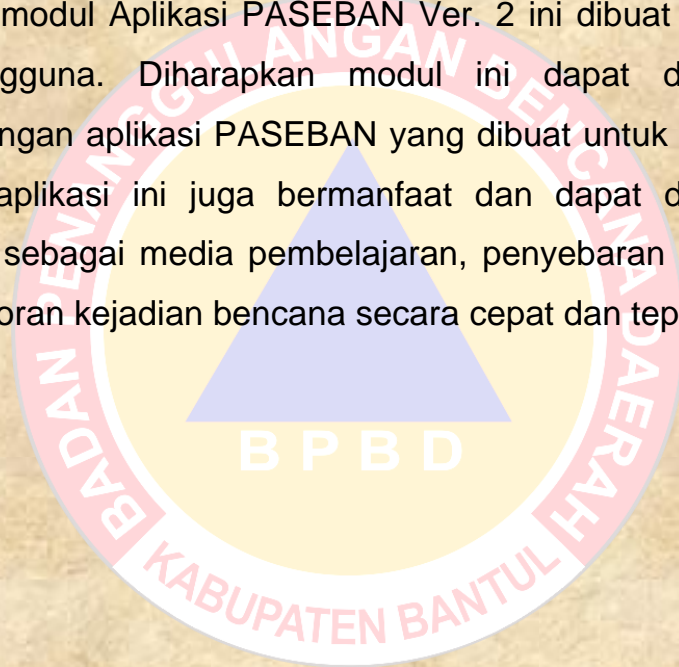 modul Aplikasi PASEBAN Ver. 2 ini dibuat
ngguna. Diharapkan modul ini dapat d
ngan aplikasi PASEBAN yang dibuat untuk
aplikasi ini juga bermanfaat dan dapat d
sebagai media pembelajaran, penyebaran
oran kejadian bencana secara cepat dan tep
BADAN PENANGGULANGAN BENCANA DAERAH
BPBD
KABUPATEN BANTUL